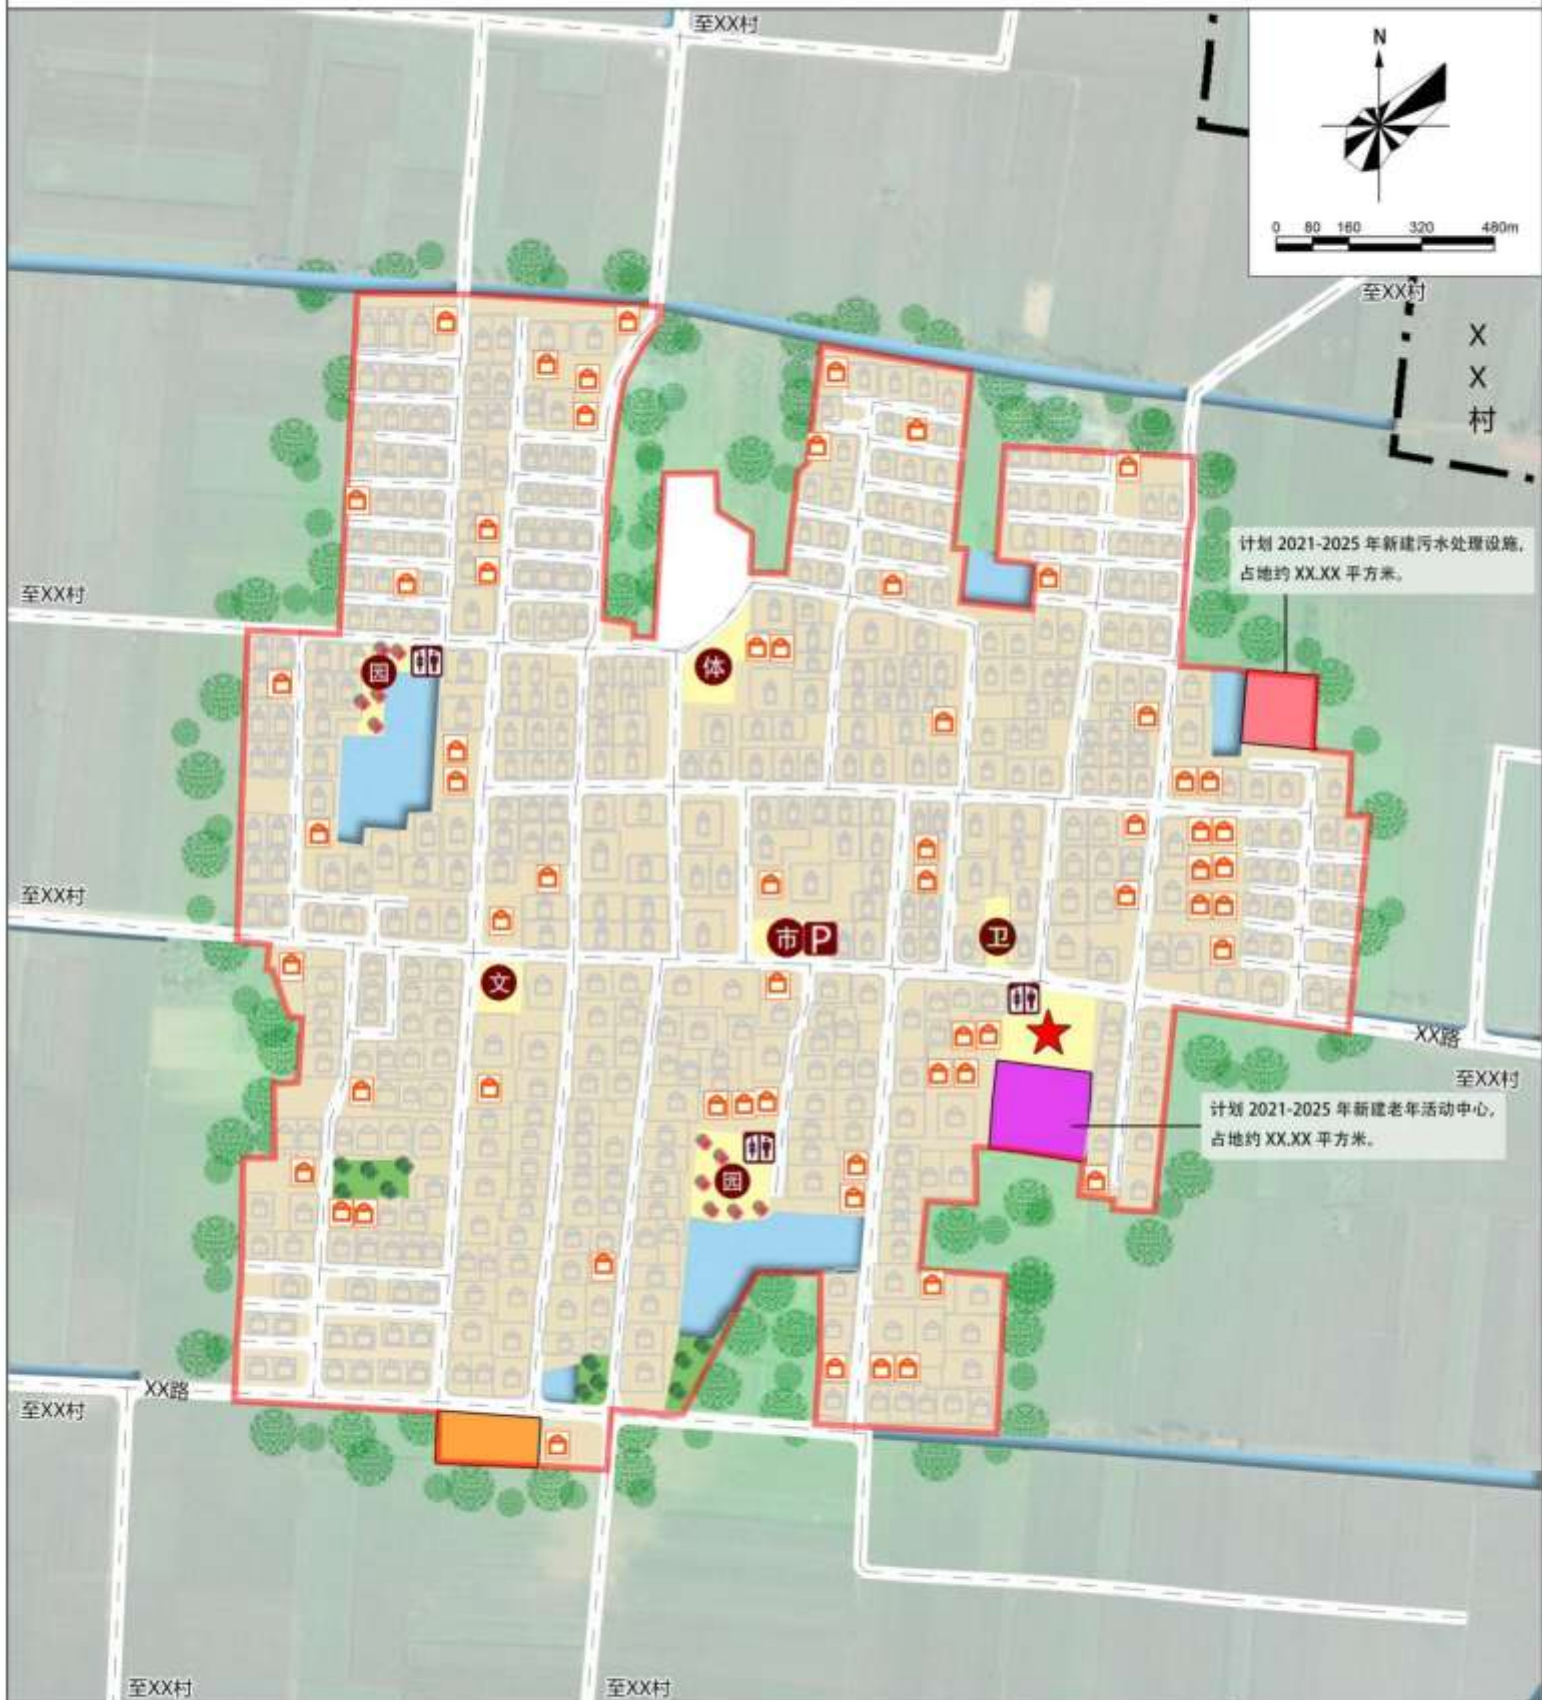 至XX村
N
0 80 160 320 480m
至XX村
X
X
村
计划 2021-2025 年新建污水处理设施，
占地约 XX.XX 平方米。
至XX村
园
体
至XX村
市 P
卫
文
XX路
至XX村
计划 2021-2025 年新建老年活动中心，
占地约 XX.XX 平方米。
园
XX路
至XX村
至XX村
至XX村